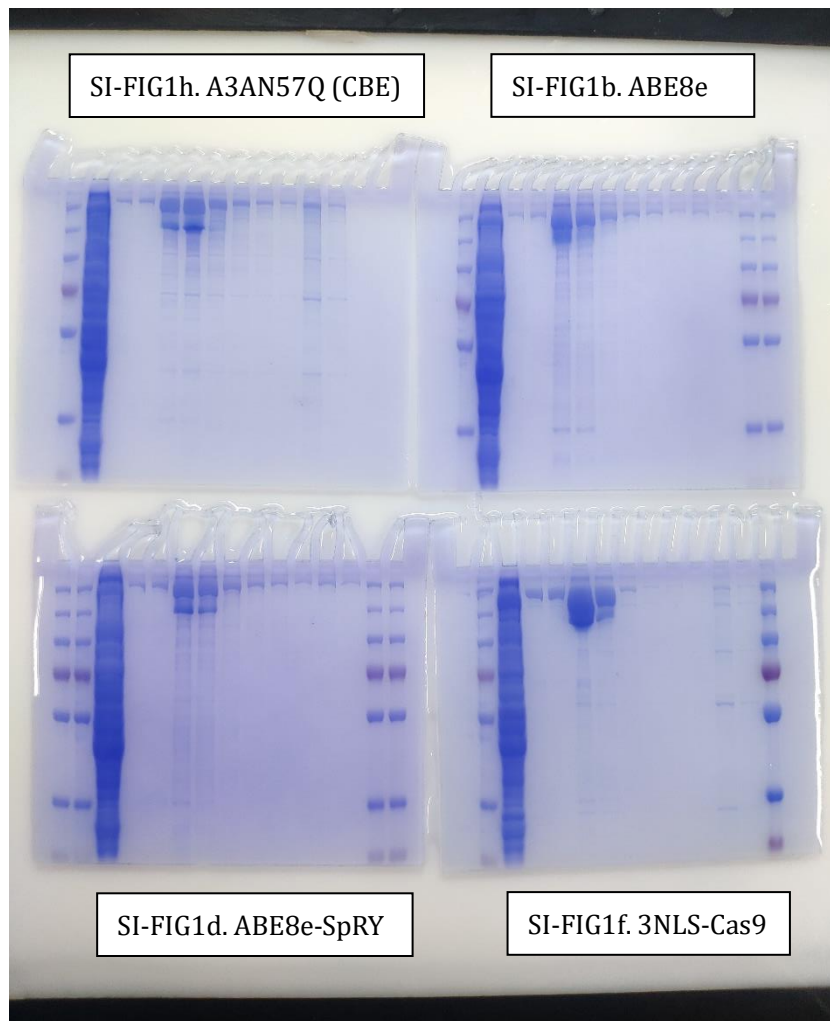 SI-FIG1h. A3AN57Q (CBE)
SI-FIG1b. ABE8e
SI-FIG1d. ABE8e-SpRY
SI-FIG1f. 3NLS-Cas9